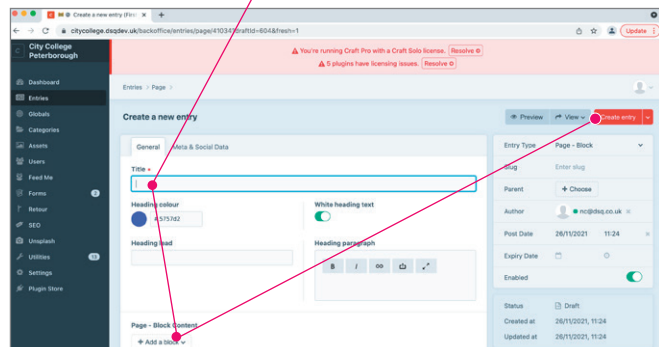 Create a new entry (First
citycollege.dsqdev.uk/backoffice/entries/page/41034?draftId=604&fresh=1
Update
C
City College
Peterborough
You're running Craft Pro with a Craft Solo license. Resolve
5 plugins have licensing issues. Resolve
Dashboard
Entries
Globals
Categories
Assets
Users
Feed Me
Forms 2
Retour
SEO
Unsplash
Utilities 13
Settings
Plugin Store
Entries > Page >
Create a new entry
Preview
View
Create entry
General
Meta & Social Data
Title
Heading colour
White heading text
#5757d2
Heading lead
Heading paragraph
B I
Page - Block Content
+ Add a block
Entry Type Page - Block
Slug Enter slug
Parent + Choose
Author nc@dsq.co.uk
Post Date 26/11/2021 11:24
Expiry Date
Enabled
Status Draft
Created at 26/11/2021, 11:24
Updated at 26/11/2021, 11:24